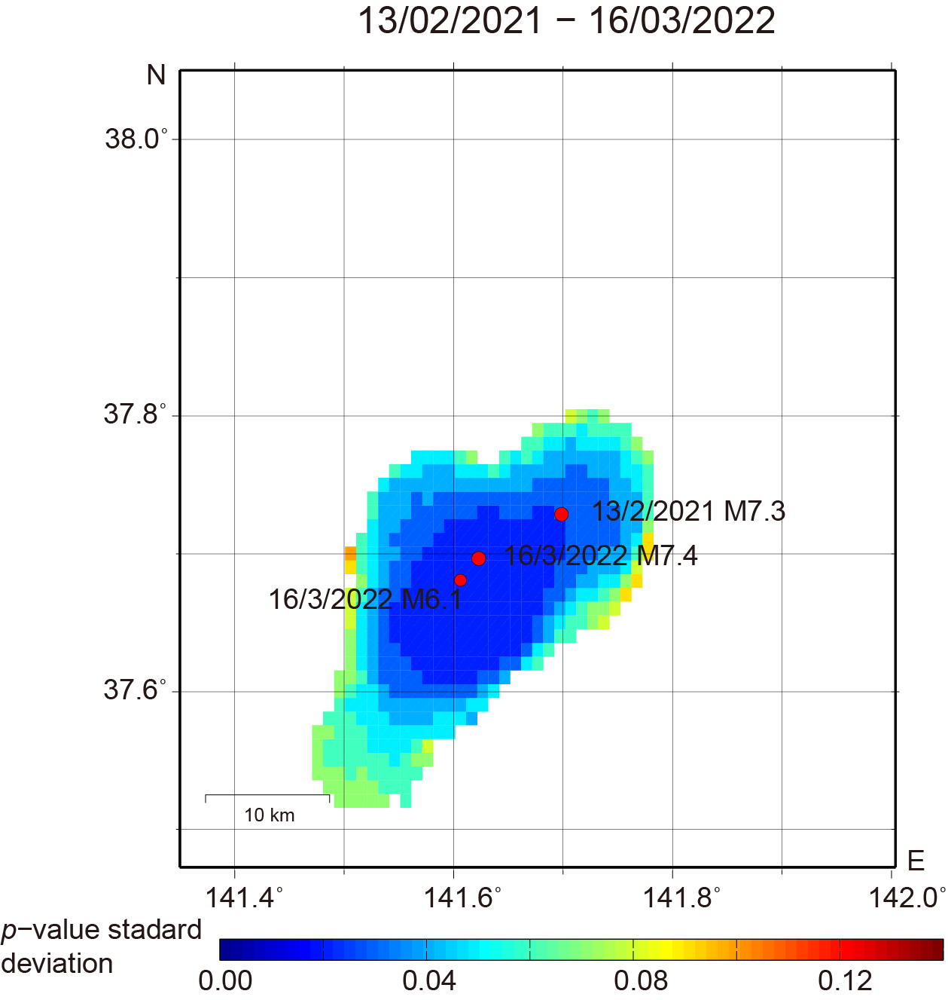 13/02/2021 − 16/03/2022
N
38.0°
37.8°
13/2/2021 M7.3
16/3/2022 M7.4
16/3/2022 M6.1
37.6°
10 km
E
141.4° 141.6° 141.8° 142.0°
p−value stadard
deviation
0.00 0.04 0.08 0.12